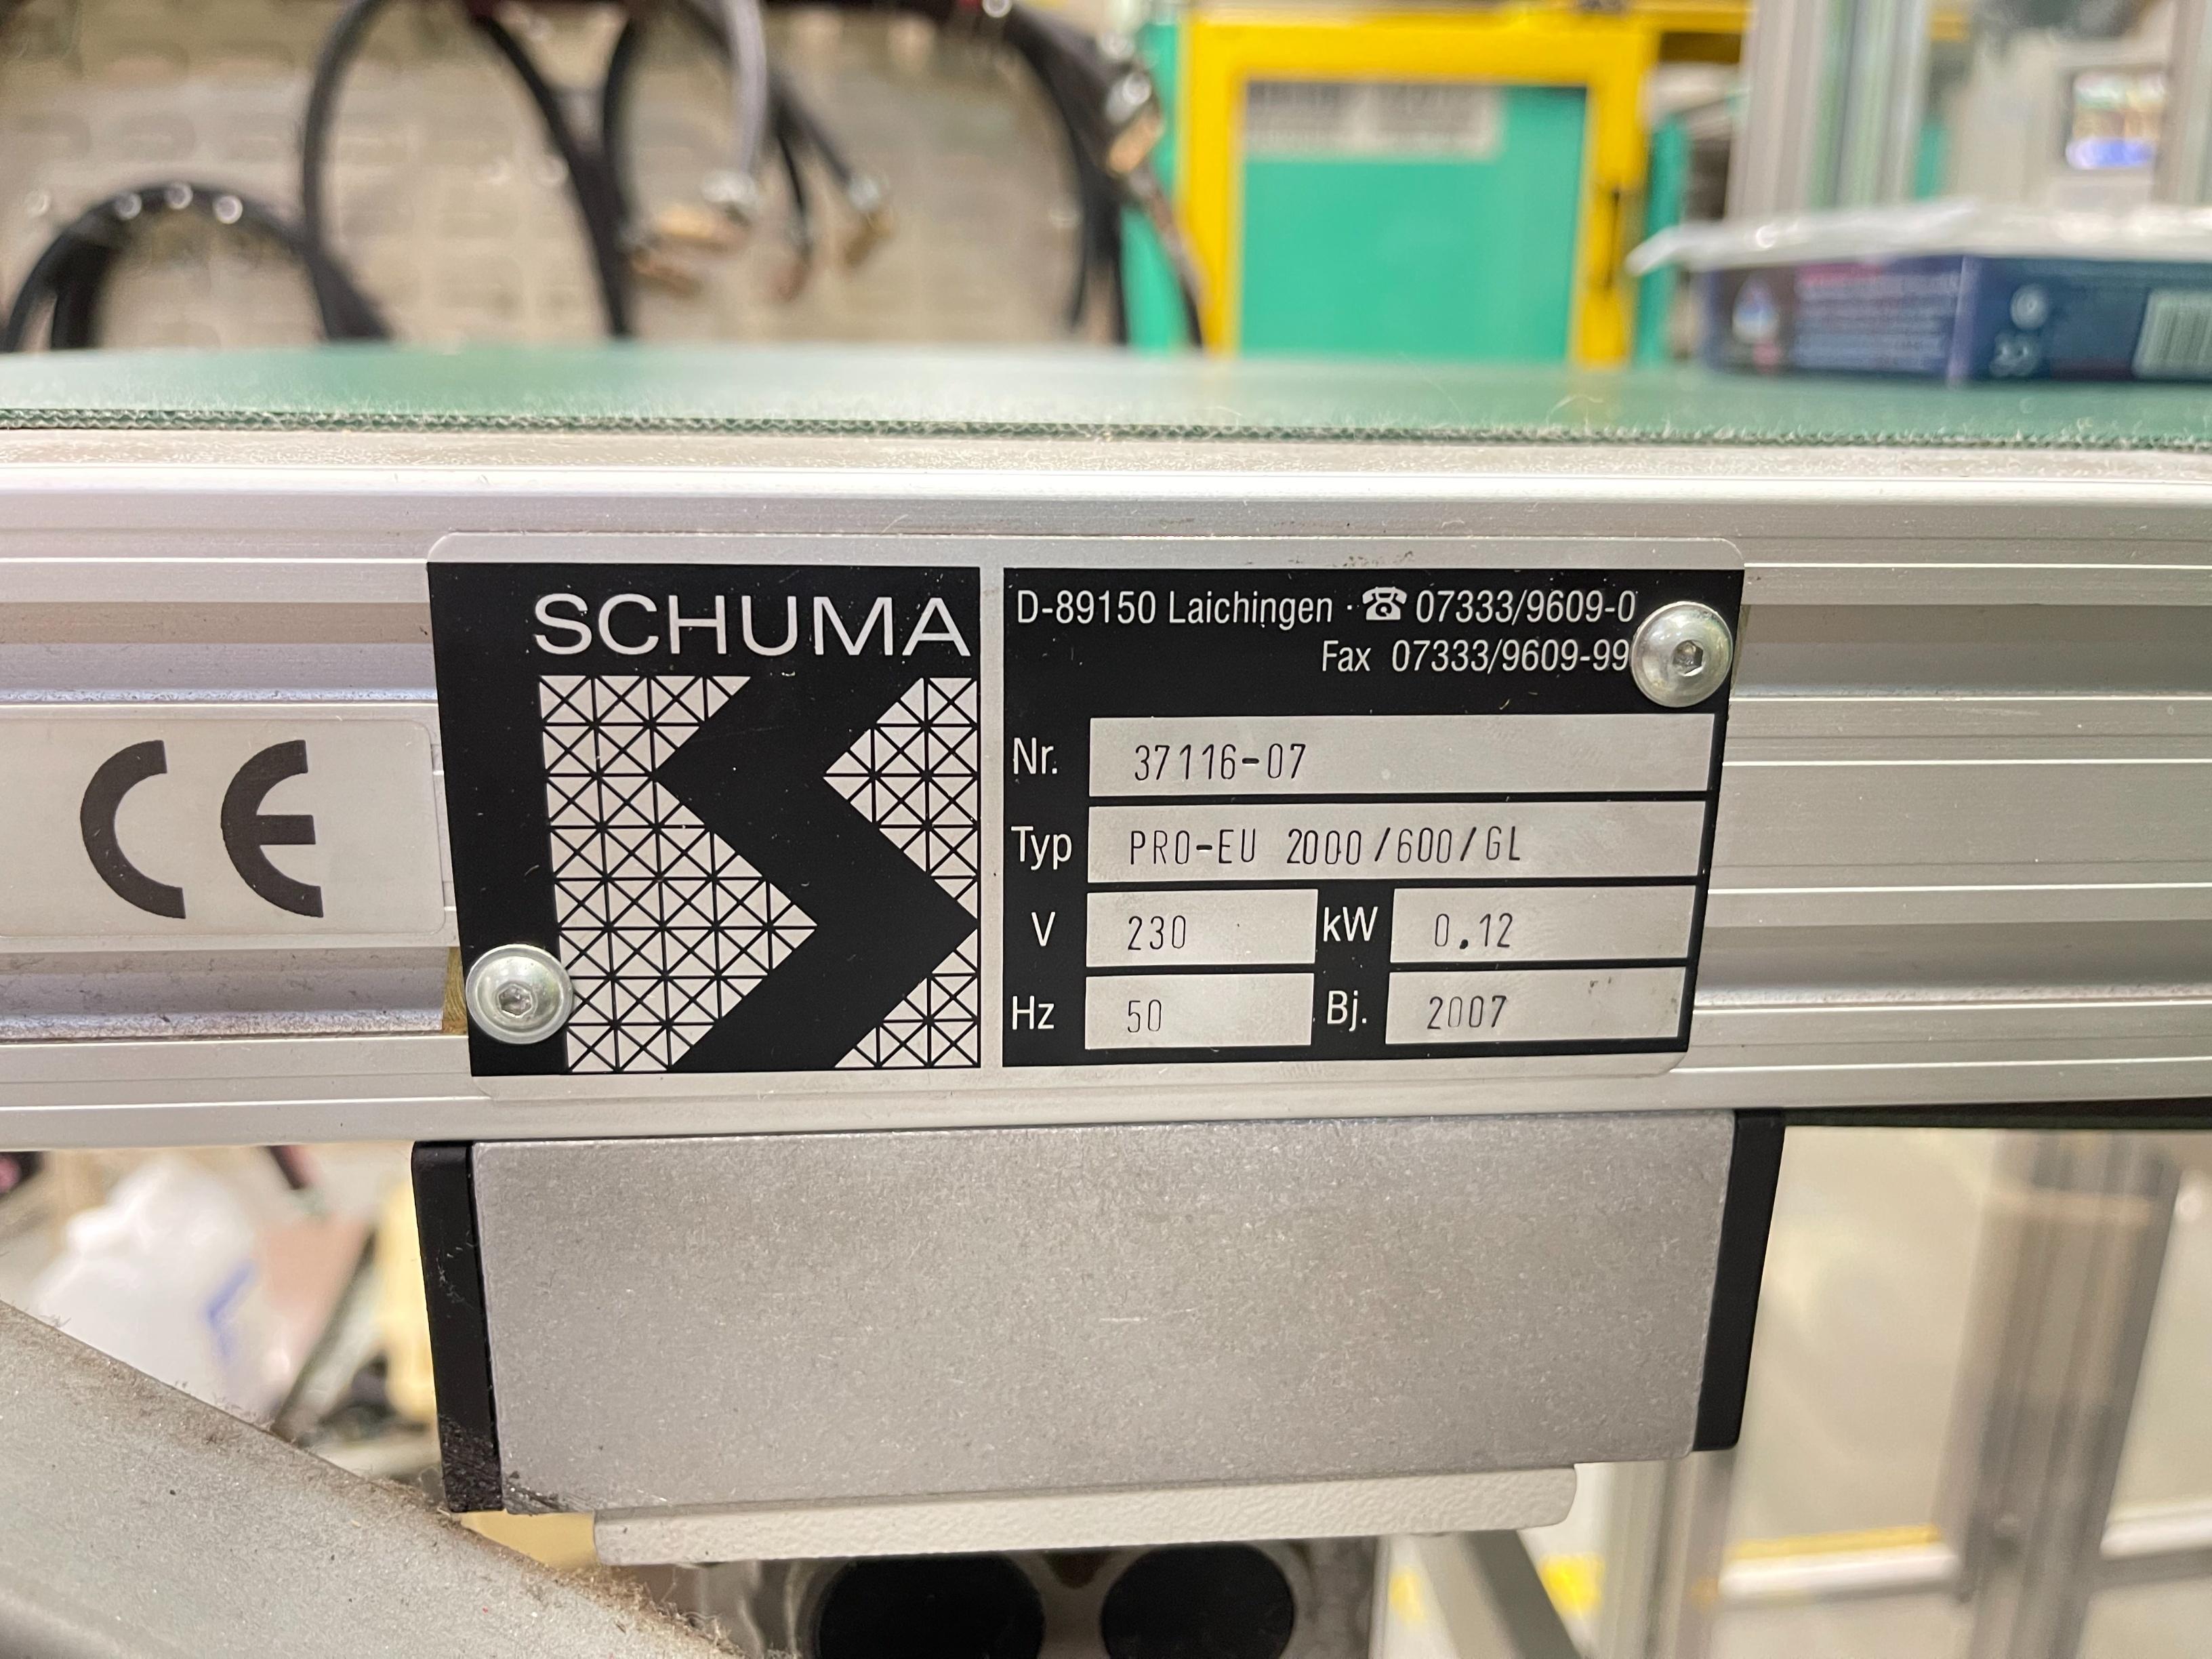 CE
SCHUMA
D-89150 Laichingen · ☎ 07333/9609-0
Fax 07333/9609-99
Nr. 37116-07
Typ PRO-EU 2000/600/GL
V 230 kW 0.12
Hz 50 Bj. 2007